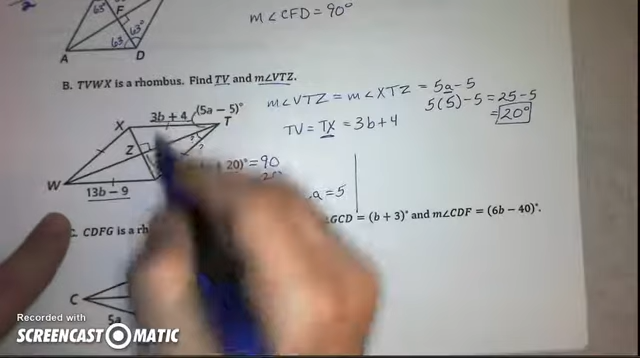 65°
F
63°
63
A
D
m∠CFD = 90°
B. TVWX is a rhombus. Find TV and m∠VTZ.
3b + 4
(5a – 5)°
X
T
Z
?
?
W
13b – 9
m∠VTZ = m∠XTZ = 5a - 5
5(5) - 5 = 25 - 5
= 20°
TV = TX = 3b + 4
+ 20)° = 90
a = 5
CDFG is a rh
GCD = (b + 3)° and m∠CDF = (6b – 40)°.
C
5a
Recorded with
SCREENCAST O MATIC